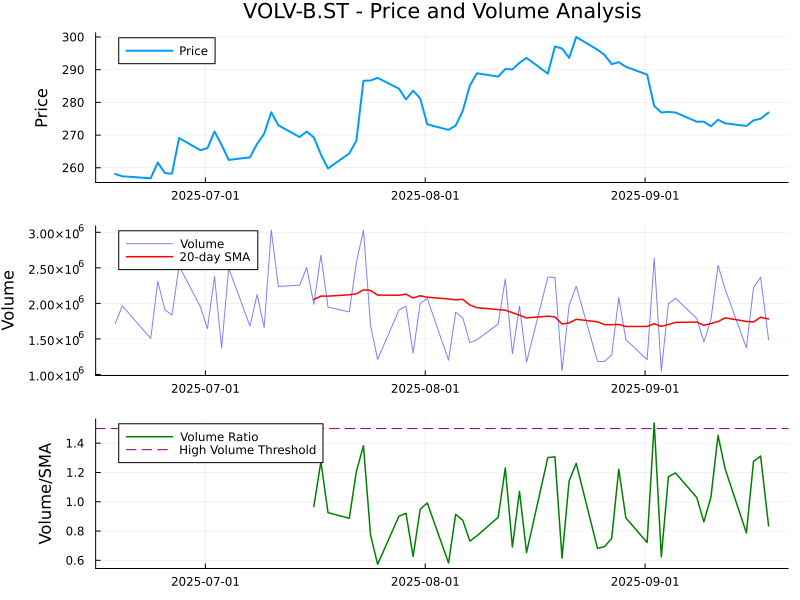 VOLV-B.ST - Price and Volume Analysis
Price
300
290
280
270
260
Price
2025-07-01
2025-08-01
2025-09-01
Volume
3.00×10⁶
2.50×10⁶
2.00×10⁶
1.50×10⁶
1.00×10⁶
Volume
20-day SMA
2025-07-01
2025-08-01
2025-09-01
Volume/SMA
1.4
1.2
1.0
0.8
0.6
Volume Ratio
High Volume Threshold
2025-07-01
2025-08-01
2025-09-01